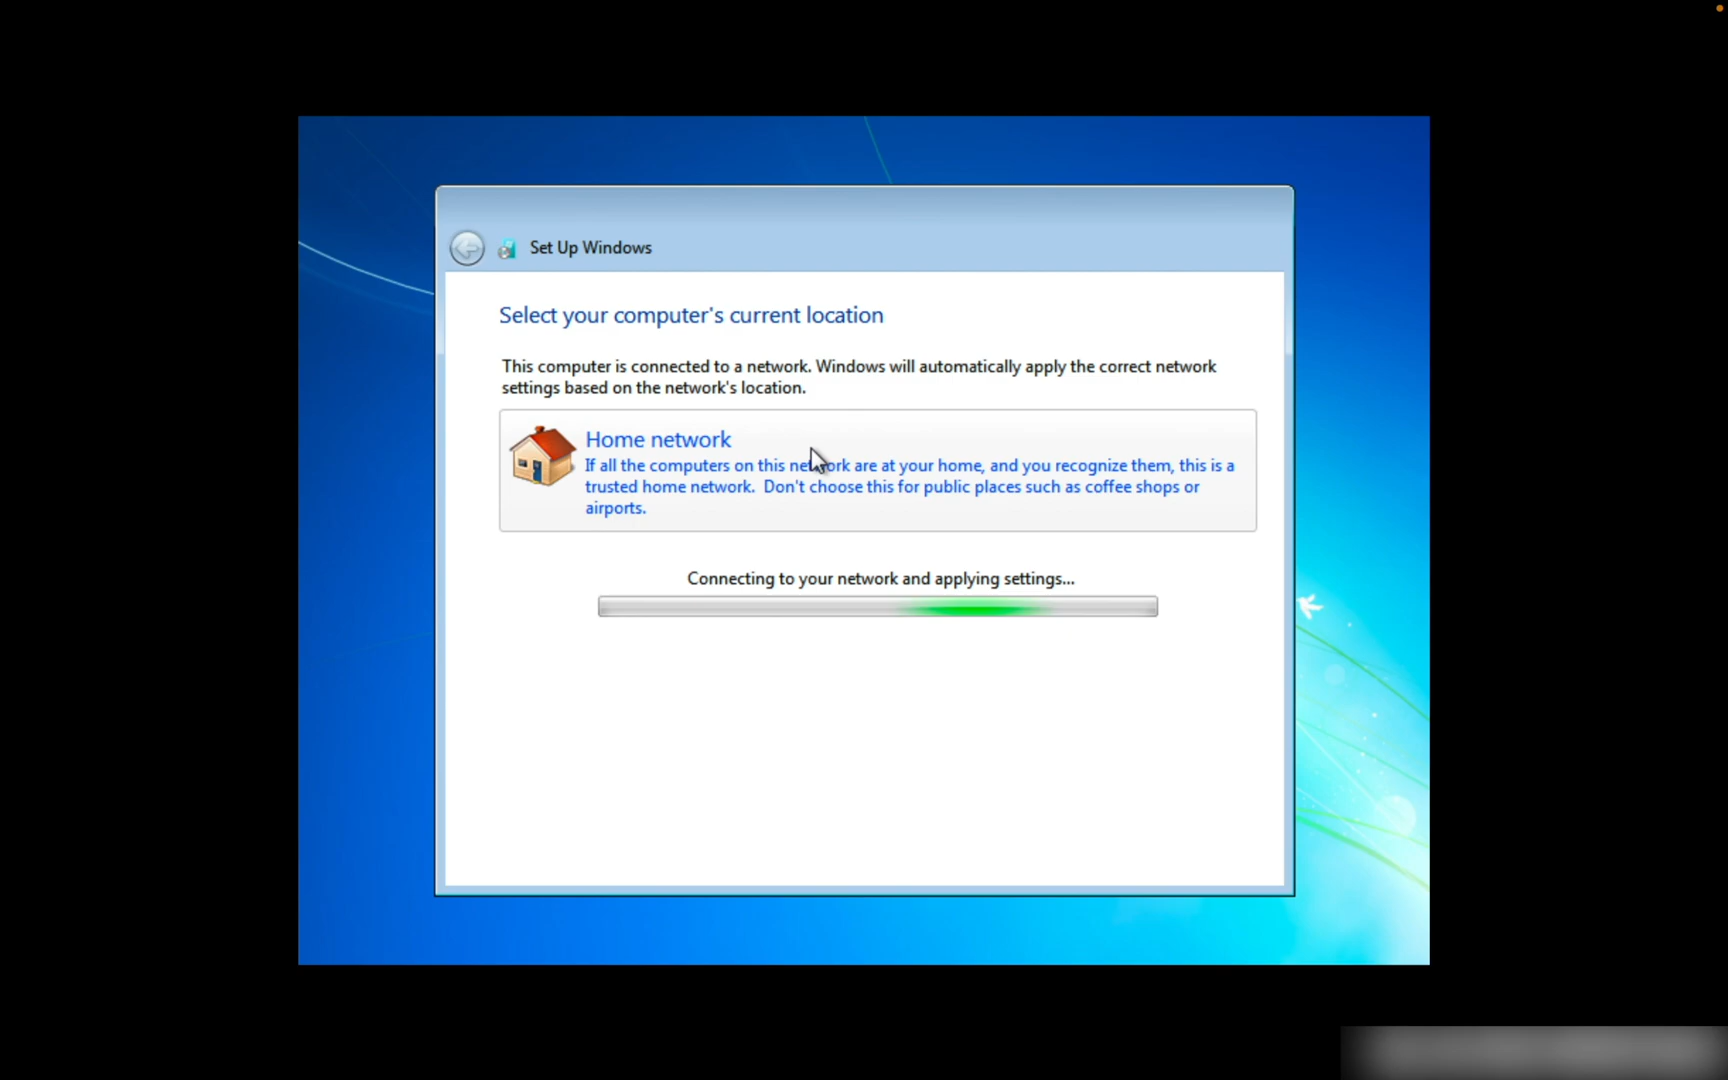 Set Up Windows
Select your computer's current location
This computer is connected to a network. Windows will automatically apply the correct network
settings based on the network's location.
Home network
If all the computers on this network are at your home, and you recognize them, this is a
trusted home network.  Don't choose this for public places such as coffee shops or
airports.
Connecting to your network and applying settings...